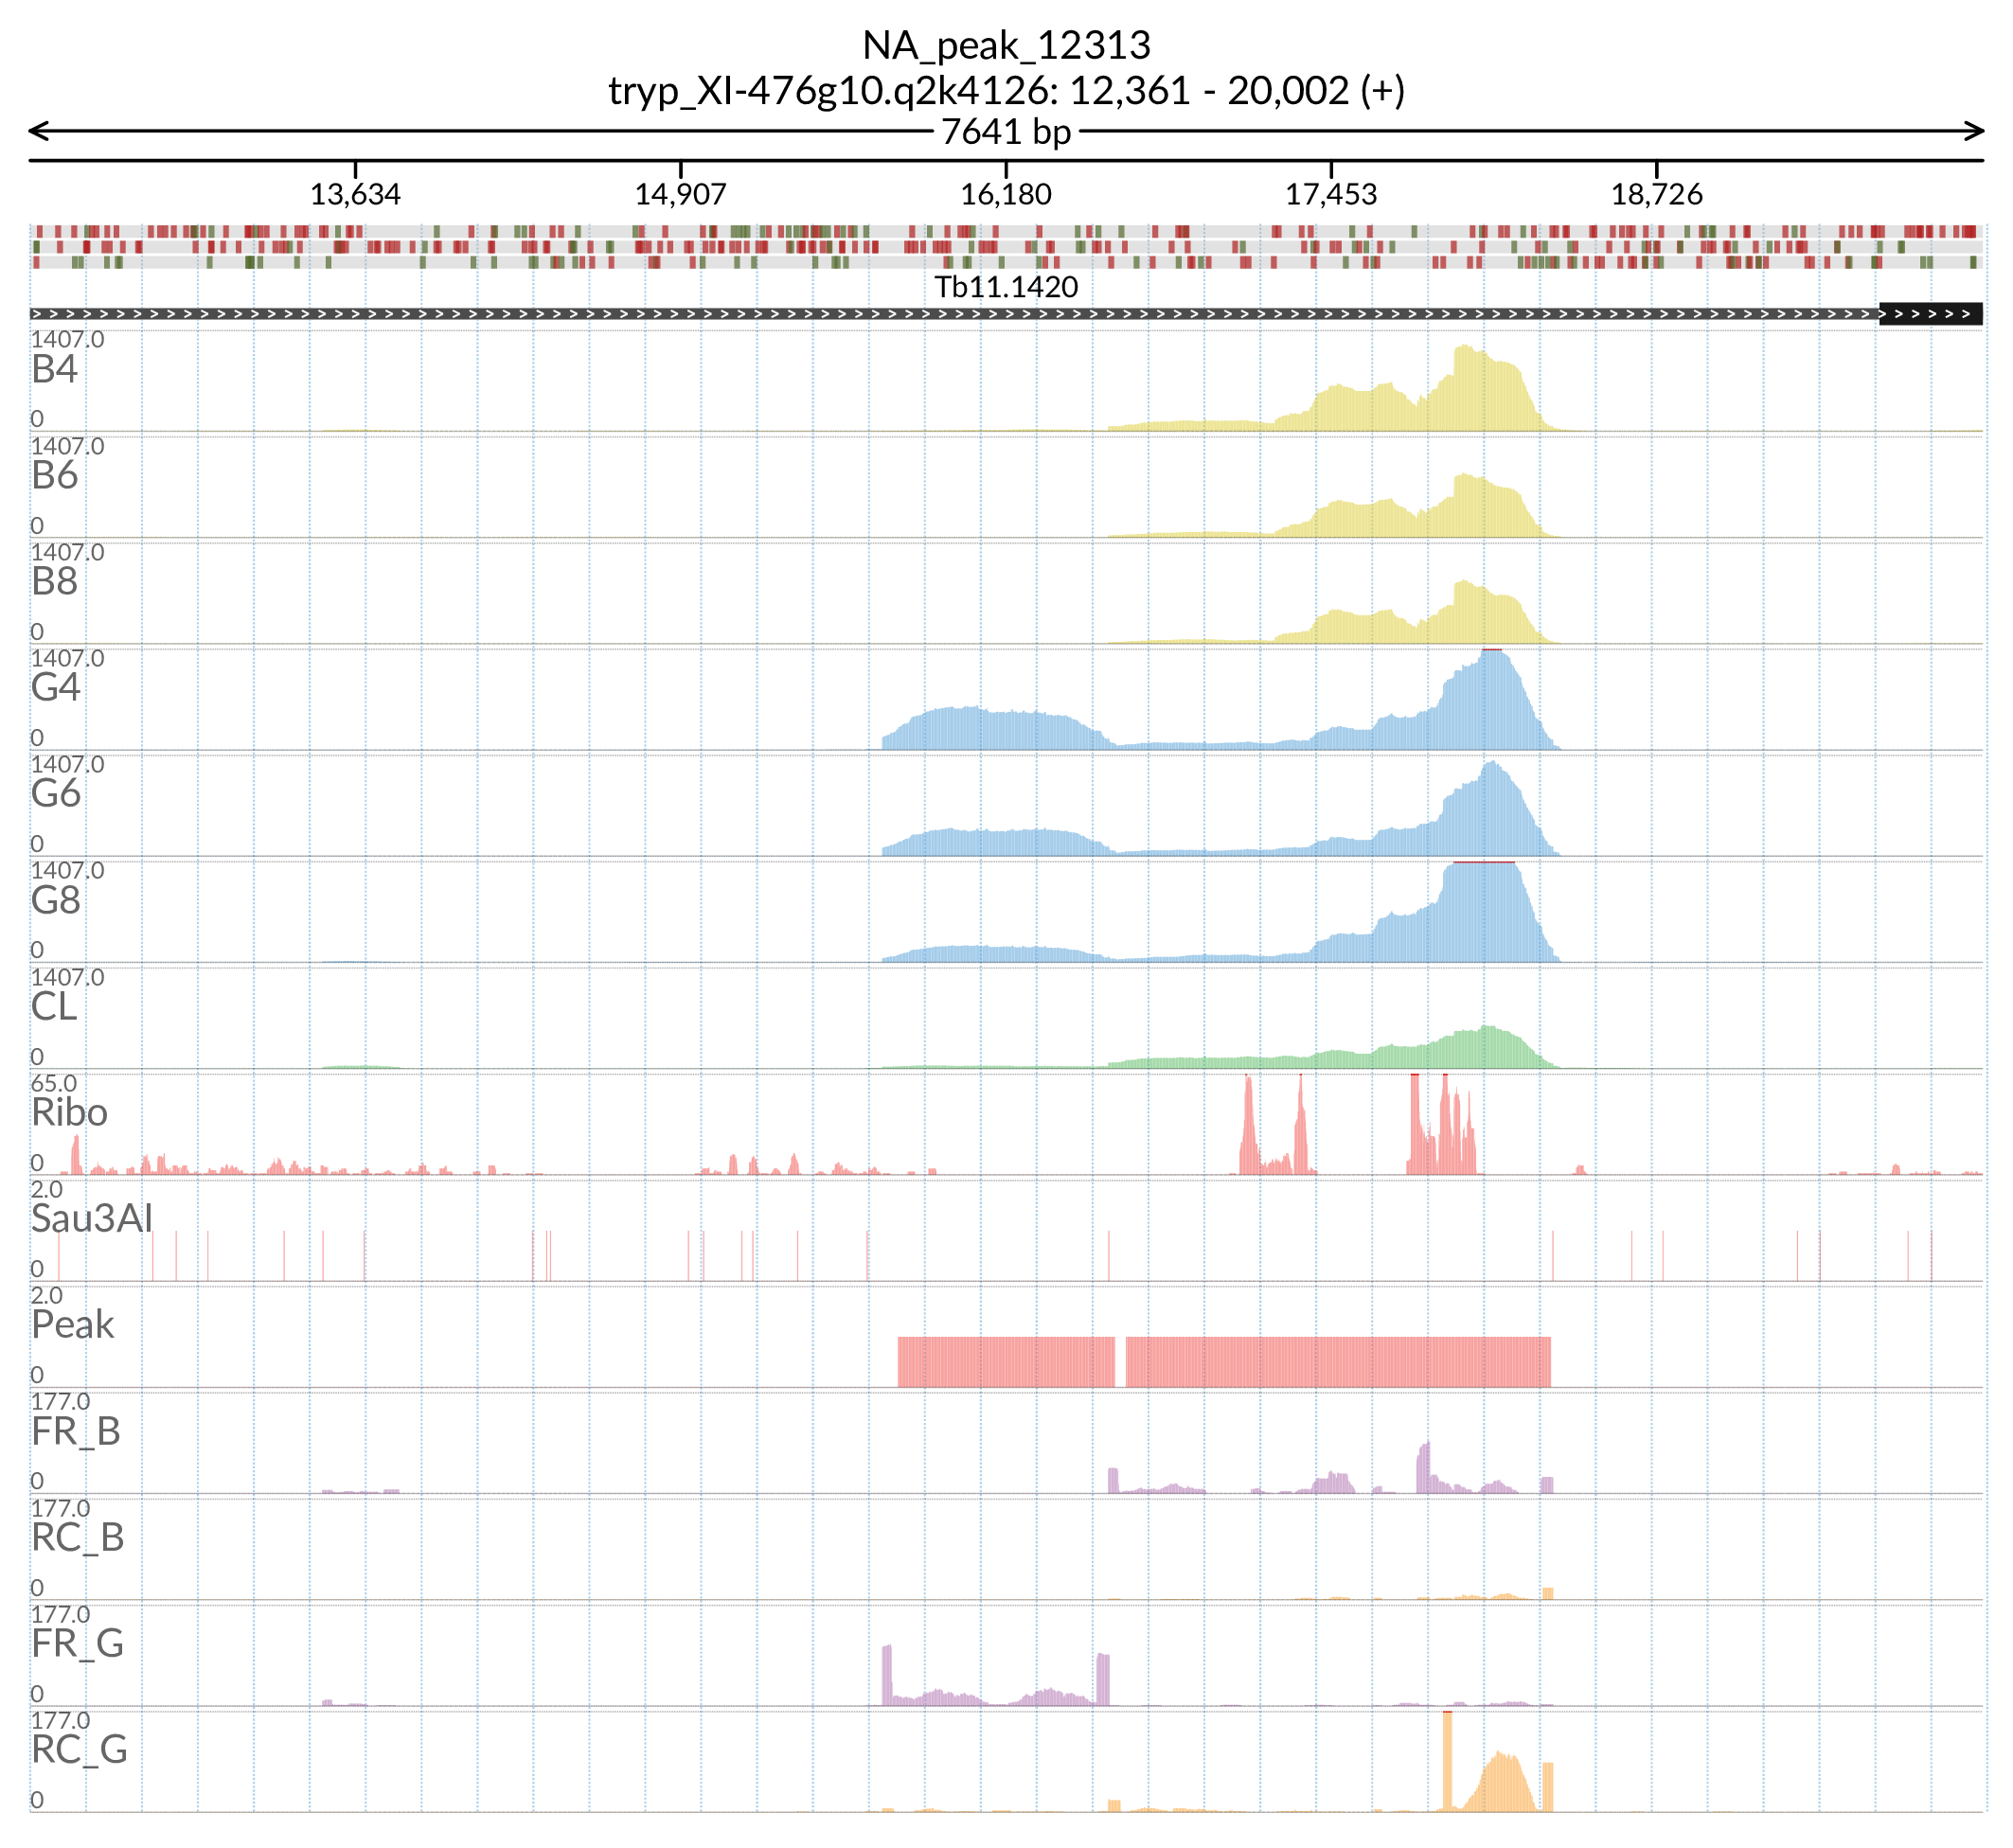 NA_peak_12313
tryp_XI-476g10.q2k4126: 12,361 - 20,002 (+)
7641 bp
13,634 14,907 16,180 17,453 18,726
Tb11.1420
1407.0
B4
0
1407.0
B6
0
1407.0
B8
0
1407.0
G4
0
1407.0
G6
0
1407.0
G8
0
1407.0
CL
0
65.0
Ribo
0
2.0
Sau3AI
0
2.0
Peak
0
177.0
FR_B
0
177.0
RC_B
0
177.0
FR_G
0
177.0
RC_G
0